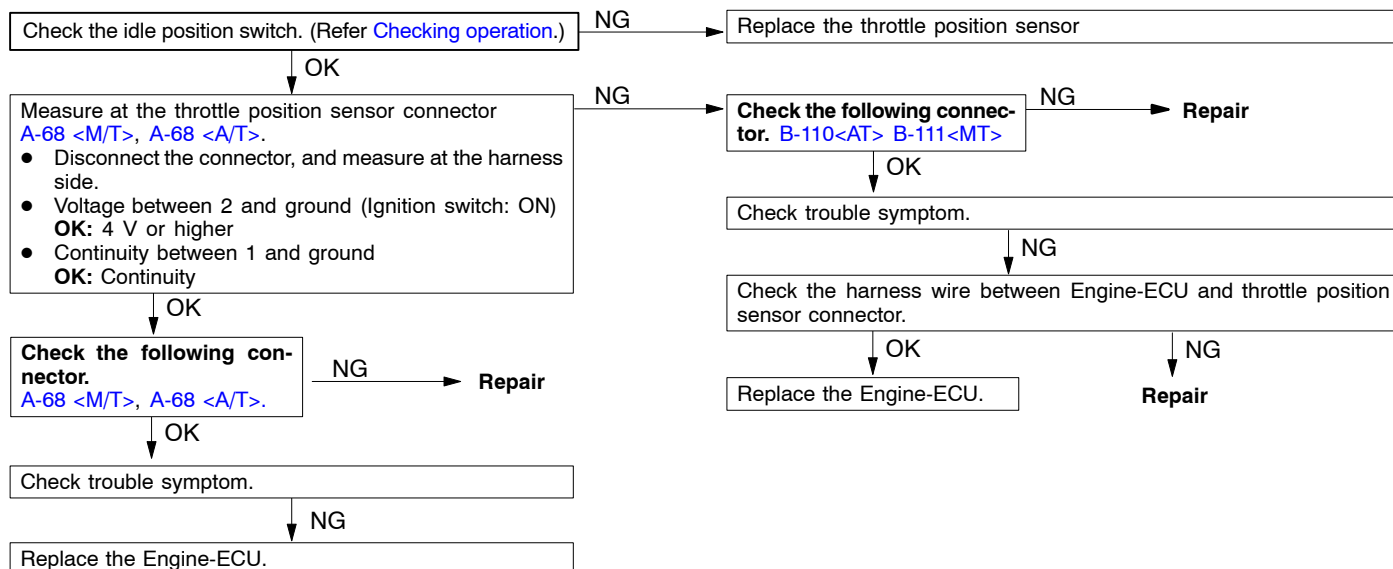 Check the idle position switch. (Refer Checking operation.)
NG
Replace the throttle position sensor
OK
Measure at the throttle position sensor connector
A-68 <M/T>, A-68 <A/T>.
● Disconnect the connector, and measure at the harness
side.
● Voltage between 2 and ground (Ignition switch: ON)
OK: 4 V or higher
● Continuity between 1 and ground
OK: Continuity
NG
Check the following connec-
tor. B-110<AT> B-111<MT>
NG
Repair
OK
Check trouble symptom.
NG
Check the harness wire between Engine-ECU and throttle position
sensor connector.
OK
NG
Replace the Engine-ECU.
Repair
OK
Check the following con-
nector.
A-68 <M/T>, A-68 <A/T>.
NG
Repair
OK
Check trouble symptom.
NG
Replace the Engine-ECU.